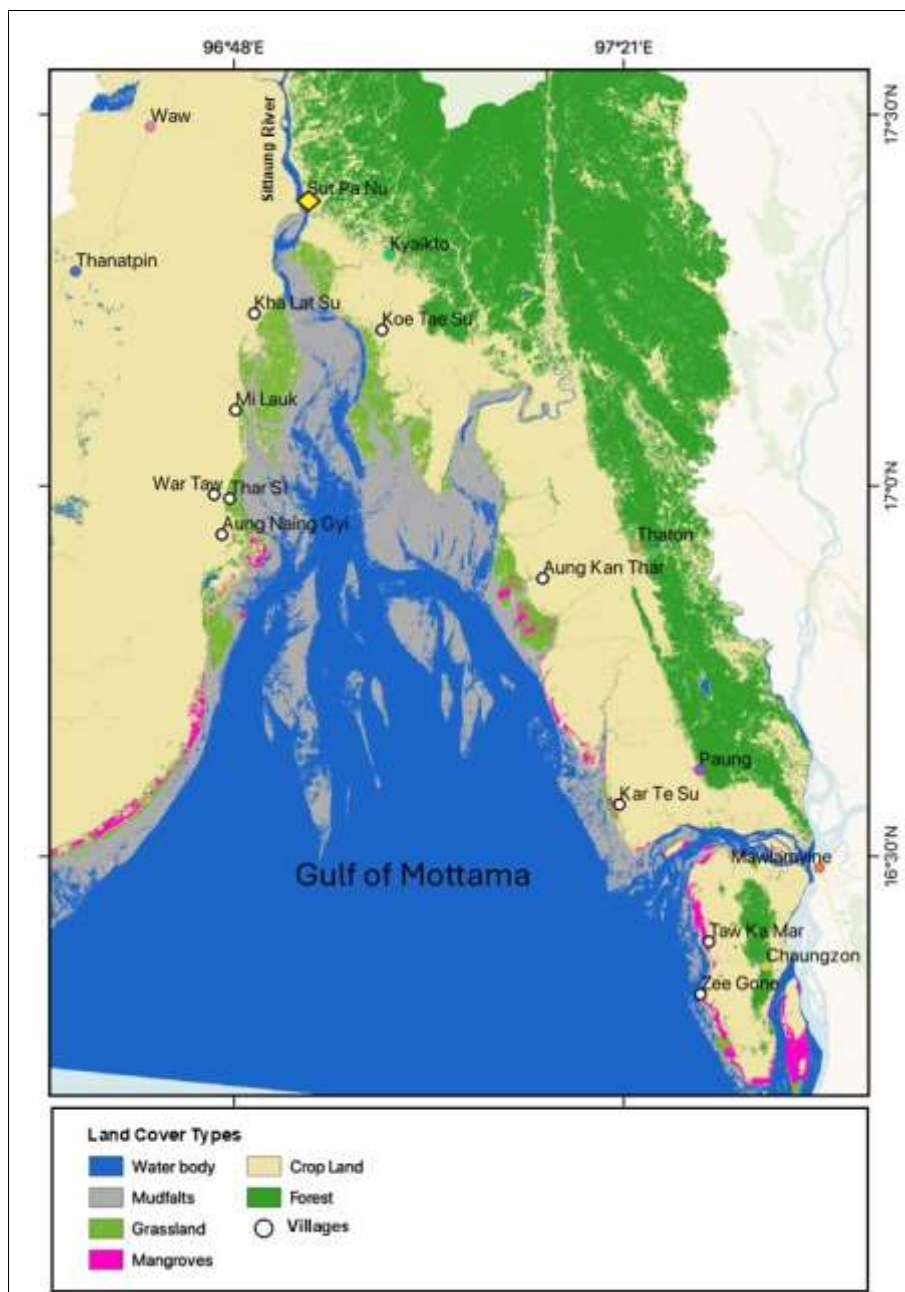 96°48'E 97°21'E
17°30'N
Waw
Sittaung River
Sut Pa Nu
Kyaikto
Thanatpin
Kha Lat Su
Koe Tae Su
Mi Lauk
17°0'N
War Taw Thar Si
Aung Naing Gyi
Thaton
Aung Kan Thar
Paung
Kar Te Su
16°30'N
Mawlamyine
Gulf of Mottama
Taw Ka Mar
Chaungzon
Zee Gone
Land Cover Types
Water body Crop Land
Mudfalts Forest
Grassland Villages
Mangroves